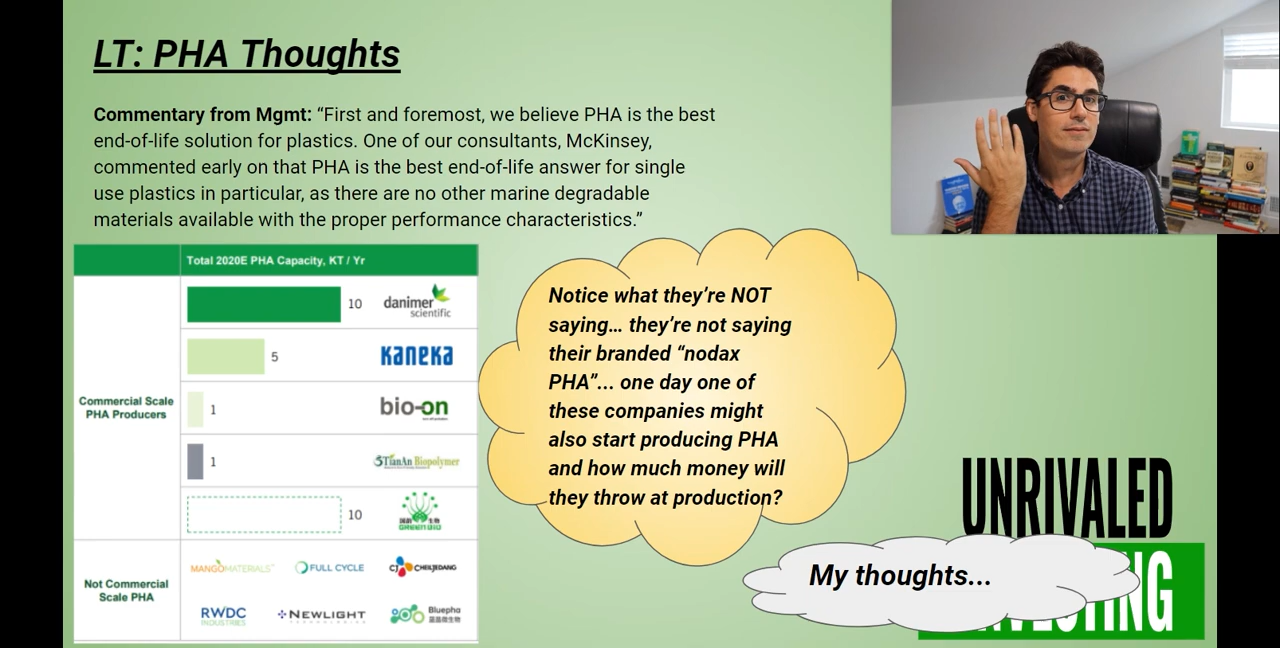 LT: PHA Thoughts
Commentary from Mgmt: “First and foremost, we believe PHA is the best
end-of-life solution for plastics. One of our consultants, McKinsey,
commented early on that PHA is the best end-of-life answer for single
use plastics in particular, as there are no other marine degradable
materials available with the proper performance characteristics.”
Total 2020E PHA Capacity, KT / Yr
Commercial Scale
PHA Producers
10
danimer
scientific
5
kaneka
1
bio-on
1
TianAn Biopolymer
10
GREEN BIO
Not Commercial
Scale PHA
MANGO MATERIALS
FULL CYCLE
CJ CHEILJEDANG
RWDC
INDUSTRIES
NEWLIGHT
TECHNOLOGIES
Bluepha
Notice what they’re NOT
saying… they’re not saying
their branded “nodax
PHA”... one day one of
these companies might
also start producing PHA
and how much money will
they throw at production?
UNRIVALED
My thoughts...